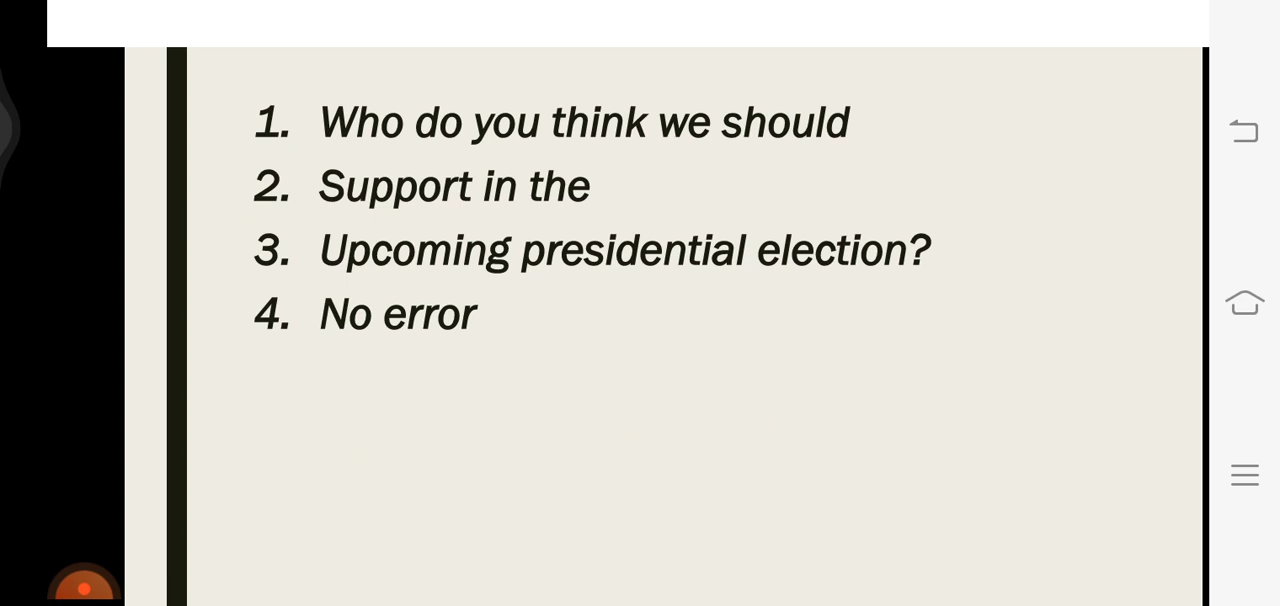 1. Who do you think we should
2. Support in the
3. Upcoming presidential election?
4. No error